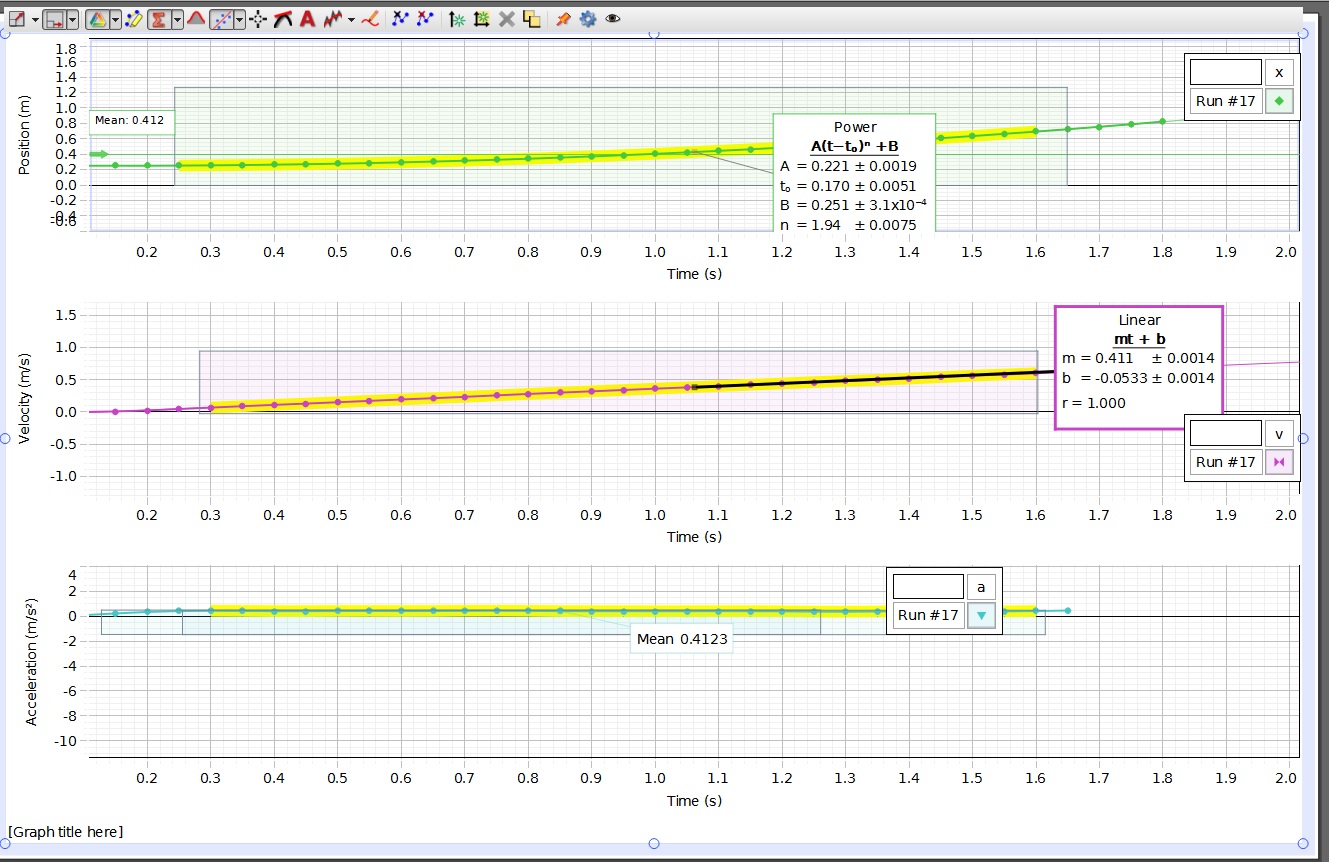 Position (m)
1.8
1.6
1.4
1.2
1.0
0.8
0.6
0.4
0.2
0.0
-0.2
-0.4
-0.6
Mean: 0.412
Power
A(t−t₀)ⁿ +B
A = 0.221 ± 0.0019
t₀ = 0.170 ± 0.0051
B = 0.251 ± 3.1x10⁻⁴
n = 1.94 ± 0.0075
x
Run #17
0.2 0.3 0.4 0.5 0.6 0.7 0.8 0.9 1.0 1.1 1.2 1.3 1.4 1.5 1.6 1.7 1.8 1.9 2.0
Time (s)
Velocity (m/s)
1.5
1.0
0.5
0.0
-0.5
-1.0
Linear
mt + b
m = 0.411 ± 0.0014
b = -0.0533 ± 0.0014
r = 1.000
v
Run #17
0.2 0.3 0.4 0.5 0.6 0.7 0.8 0.9 1.0 1.1 1.2 1.3 1.4 1.5 1.6 1.7 1.8 1.9 2.0
Time (s)
Acceleration (m/s²)
4
2
0
-2
-4
-6
-8
-10
a
Run #17
Mean 0.4123
0.2 0.3 0.4 0.5 0.6 0.7 0.8 0.9 1.0 1.1 1.2 1.3 1.4 1.5 1.6 1.7 1.8 1.9 2.0
Time (s)
[Graph title here]